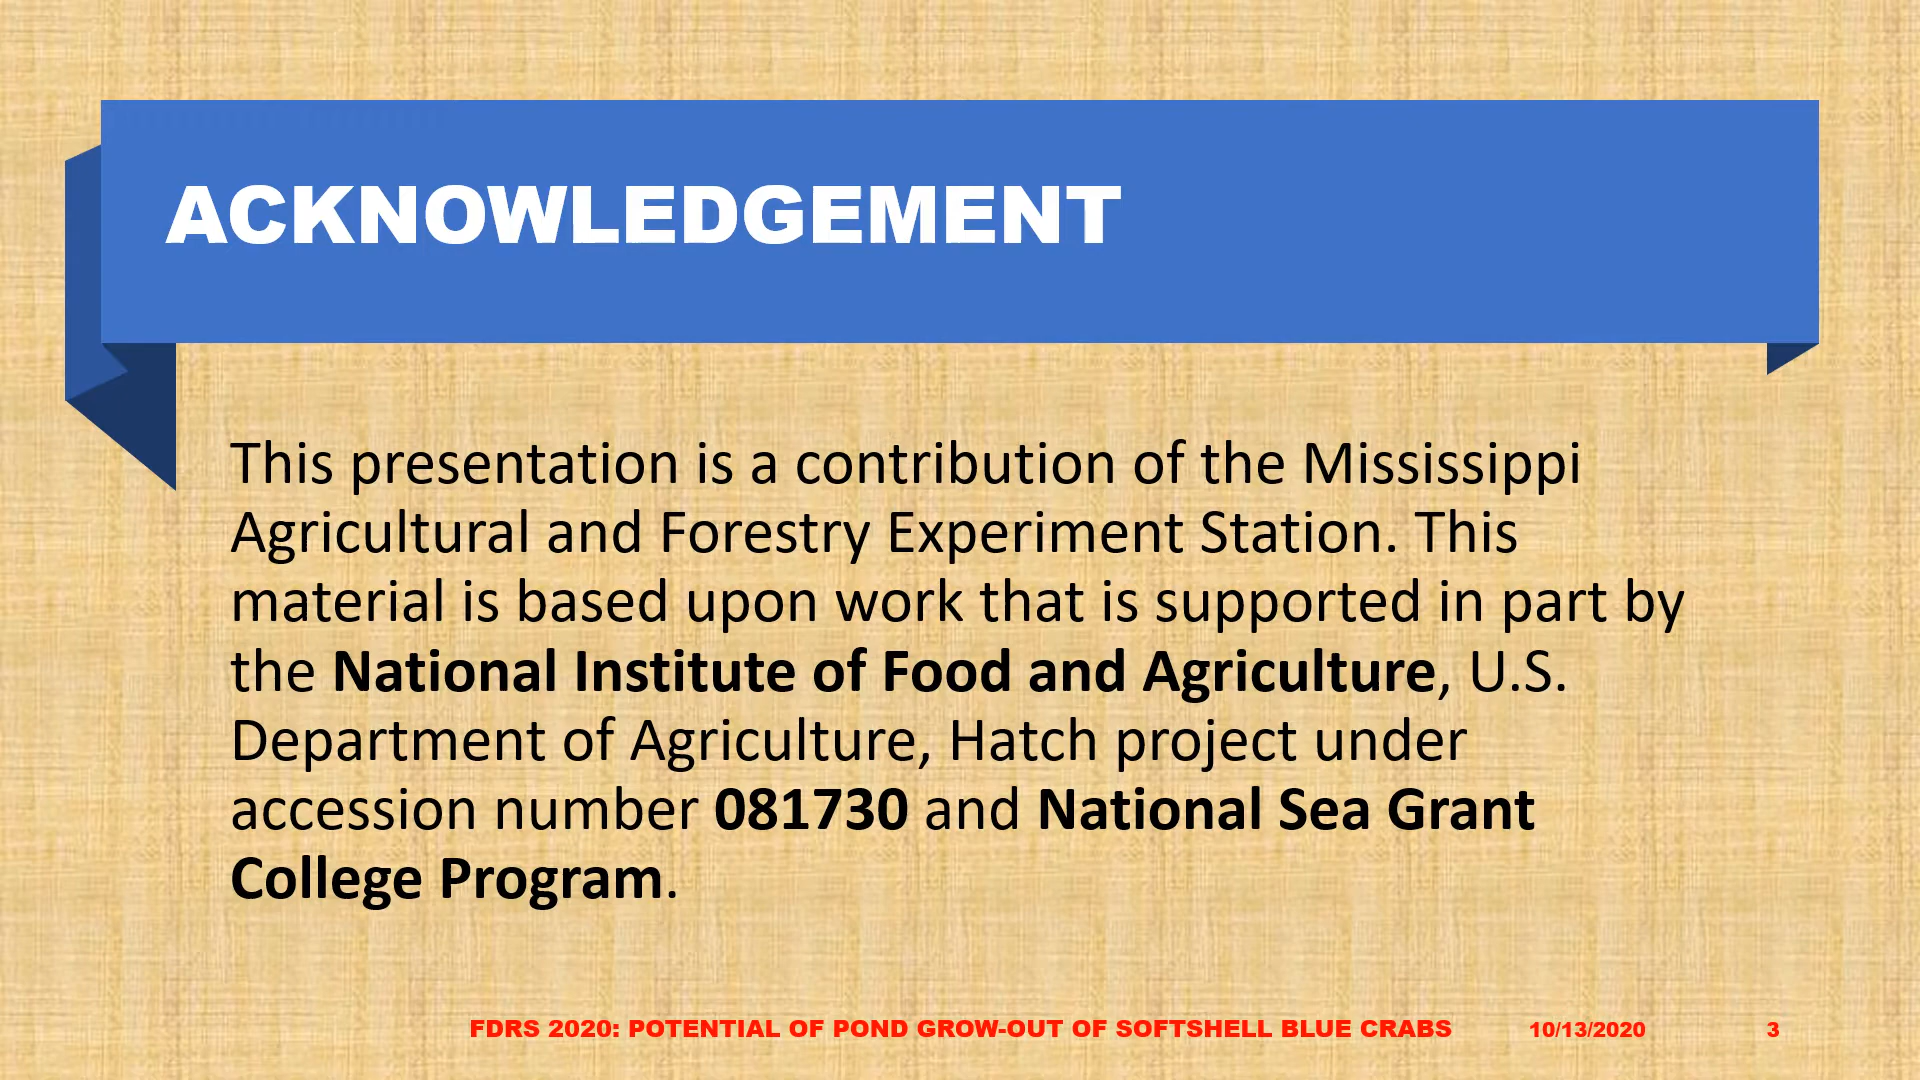 ACKNOWLEDGEMENT
This presentation is a contribution of the Mississippi
Agricultural and Forestry Experiment Station. This
material is based upon work that is supported in part by
the National Institute of Food and Agriculture, U.S.
Department of Agriculture, Hatch project under
accession number 081730 and National Sea Grant
College Program.
FDRS 2020: POTENTIAL OF POND GROW-OUT OF SOFTSHELL BLUE CRABS 10/13/2020 3